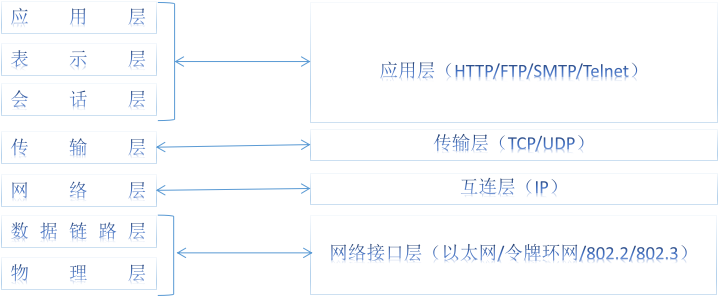 应用层
表示层
会话层
应用层（HTTP/FTP/SMTP/Telnet）
传输层
传输层（TCP/UDP）
网络层
互连层（IP）
数据链路层
物理层
网络接口层（以太网/令牌环网/802.2/802.3）